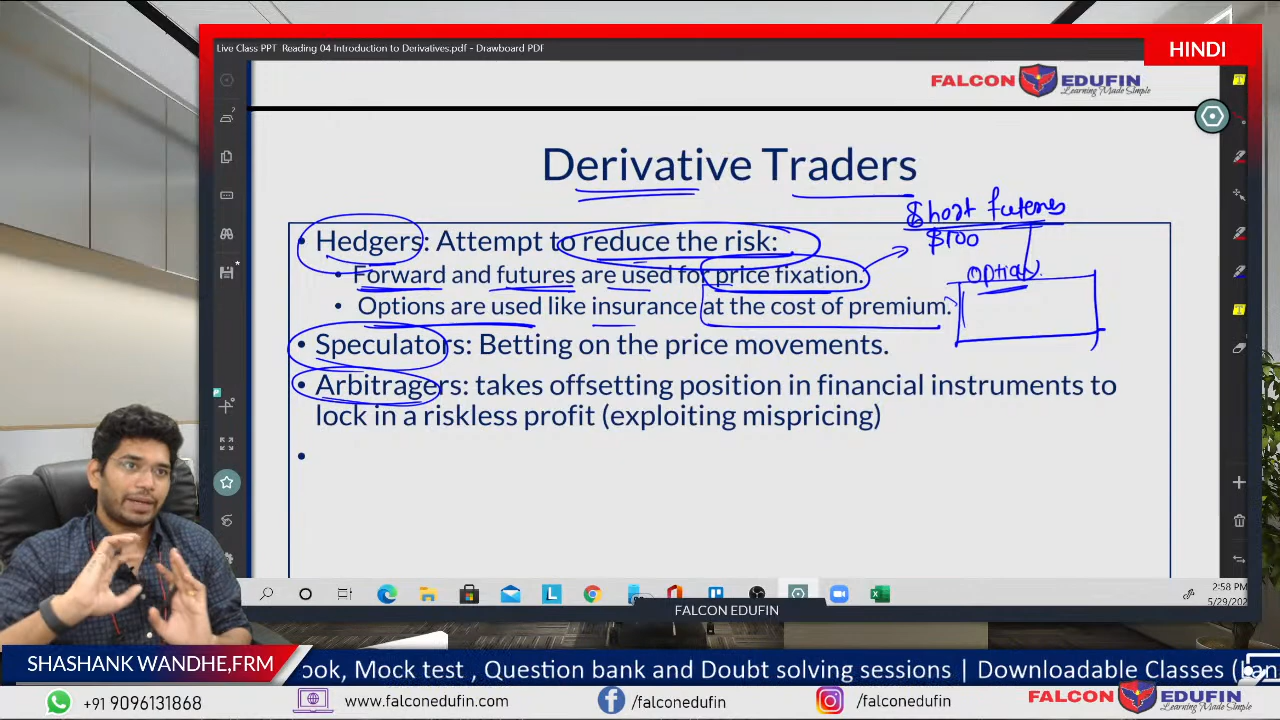 Live Class PPT Reading 04 Introduction to Derivatives.pdf - Drawboard PDF
HINDI
FALCON EDUFIN
Learning Made Simple
Derivative Traders
Short futures
$100
• Hedgers: Attempt to reduce the risk:
• Forward and futures are used for price fixation.
option
• Options are used like insurance at the cost of premium.
• Speculators: Betting on the price movements.
• Arbitragers: takes offsetting position in financial instruments to
lock in a riskless profit (exploiting mispricing)
•
2:58 PM
5/29/202
FALCON EDUFIN
SHASHANK WANDHE,FRM
ook, Mock test , Question bank and Doubt solving sessions | Downloadable Classes (
+91 9096131868
www.falconedufin.com
/falconedufin
/falconedufin
FALCON EDUFIN
Learning Made Simple